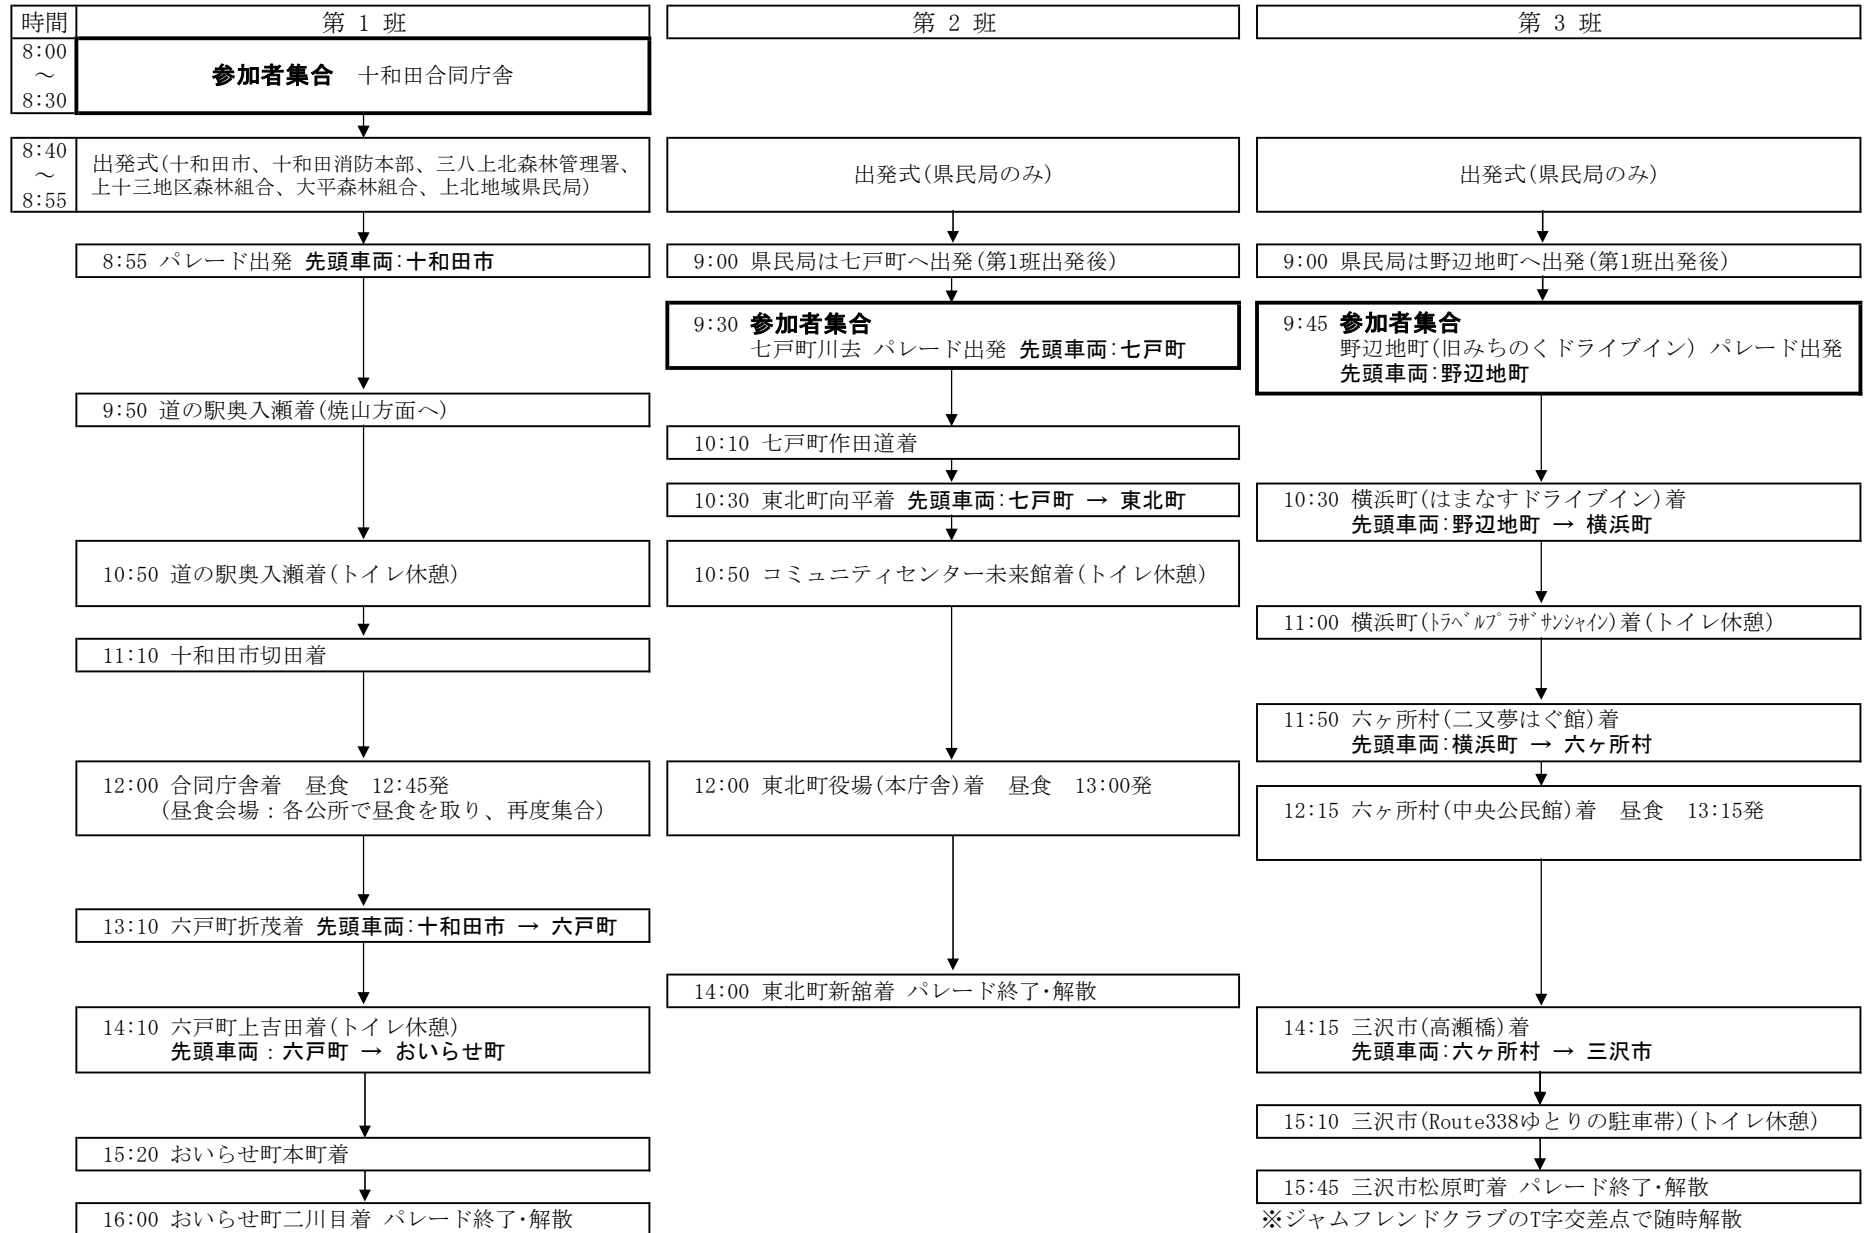 時間
第 1 班
8:00
～
8:30
参加者集合　十和田合同庁舎
8:40
～
8:55
出発式(十和田市、十和田消防本部、三八上北森林管理署、
上十三地区森林組合、大平森林組合、上北地域県民局)
8:55 パレード出発 先頭車両:十和田市
9:50 道の駅奥入瀬着(焼山方面へ)
10:50 道の駅奥入瀬着(トイレ休憩)
11:10 十和田市切田着
12:00 合同庁舎着　昼食　12:45発
(昼食会場：各公所で昼食を取り、再度集合)
13:10 六戸町折茂着 先頭車両:十和田市 → 六戸町
14:10 六戸町上吉田着(トイレ休憩)
先頭車両：六戸町 → おいらせ町
15:20 おいらせ町本町着
16:00 おいらせ町二川目着 パレード終了･解散
第 2 班
出発式(県民局のみ)
9:00 県民局は七戸町へ出発(第1班出発後)
9:30 参加者集合
七戸町川去 パレード出発 先頭車両:七戸町
10:10 七戸町作田道着
10:30 東北町向平着 先頭車両:七戸町 → 東北町
10:50 コミュニティセンター未来館着(トイレ休憩)
12:00 東北町役場(本庁舎)着　昼食　13:00発
14:00 東北町新舘着 パレード終了･解散
第 3 班
出発式(県民局のみ)
9:00 県民局は野辺地町へ出発(第1班出発後)
9:45 参加者集合
野辺地町(旧みちのくドライブイン) パレード出発
先頭車両:野辺地町
10:30 横浜町(はまなすドライブイン)着
先頭車両:野辺地町 → 横浜町
11:00 横浜町(ﾄﾗﾍﾞﾙﾌﾟﾗｻﾞｻﾝｼｬｲﾝ)着(トイレ休憩)
11:50 六ヶ所村(二又夢はぐ館)着
先頭車両:横浜町 → 六ヶ所村
12:15 六ヶ所村(中央公民館)着　昼食　13:15発
14:15 三沢市(高瀬橋)着
先頭車両:六ヶ所村 → 三沢市
15:10 三沢市(Route338ゆとりの駐車帯)(トイレ休憩)
15:45 三沢市松原町着 パレード終了･解散
※ジャムフレンドクラブのT字交差点で随時解散